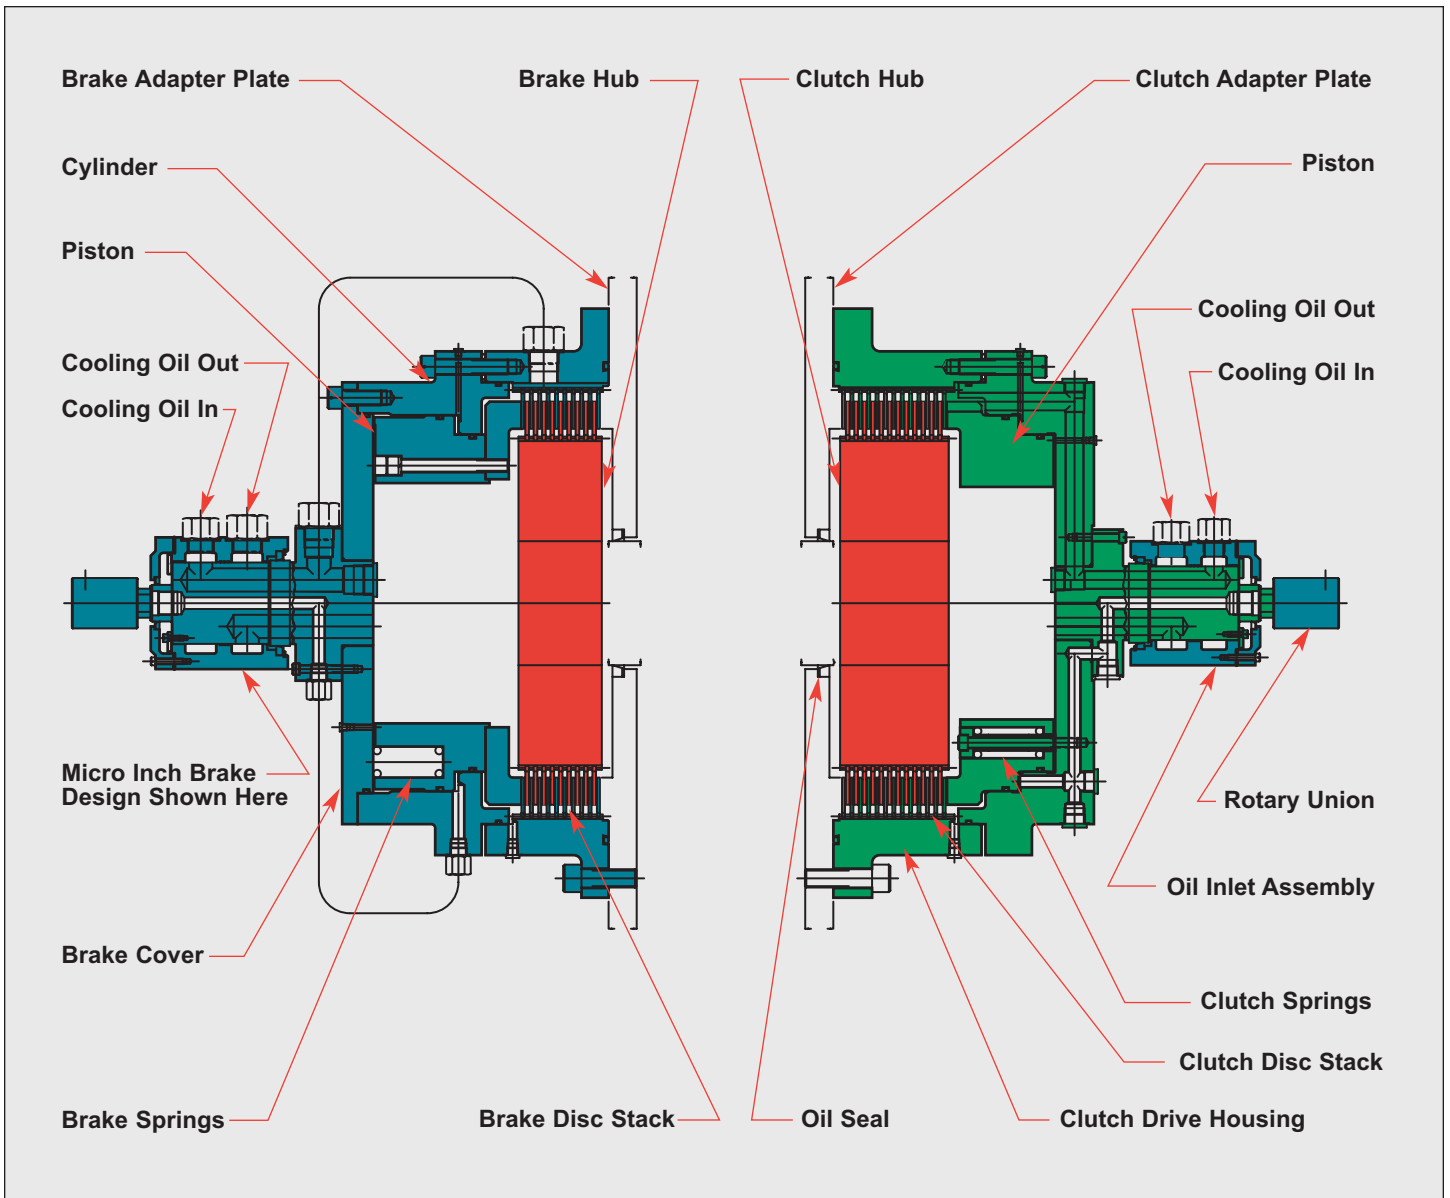 Brake Adapter Plate
Brake Hub
Clutch Hub
Clutch Adapter Plate
Cylinder
Piston
Piston
Cooling Oil Out
Cooling Oil In
Cooling Oil Out
Cooling Oil In
Micro Inch Brake
Design Shown Here
Rotary Union
Oil Inlet Assembly
Brake Cover
Clutch Springs
Clutch Disc Stack
Brake Springs
Brake Disc Stack
Oil Seal
Clutch Drive Housing